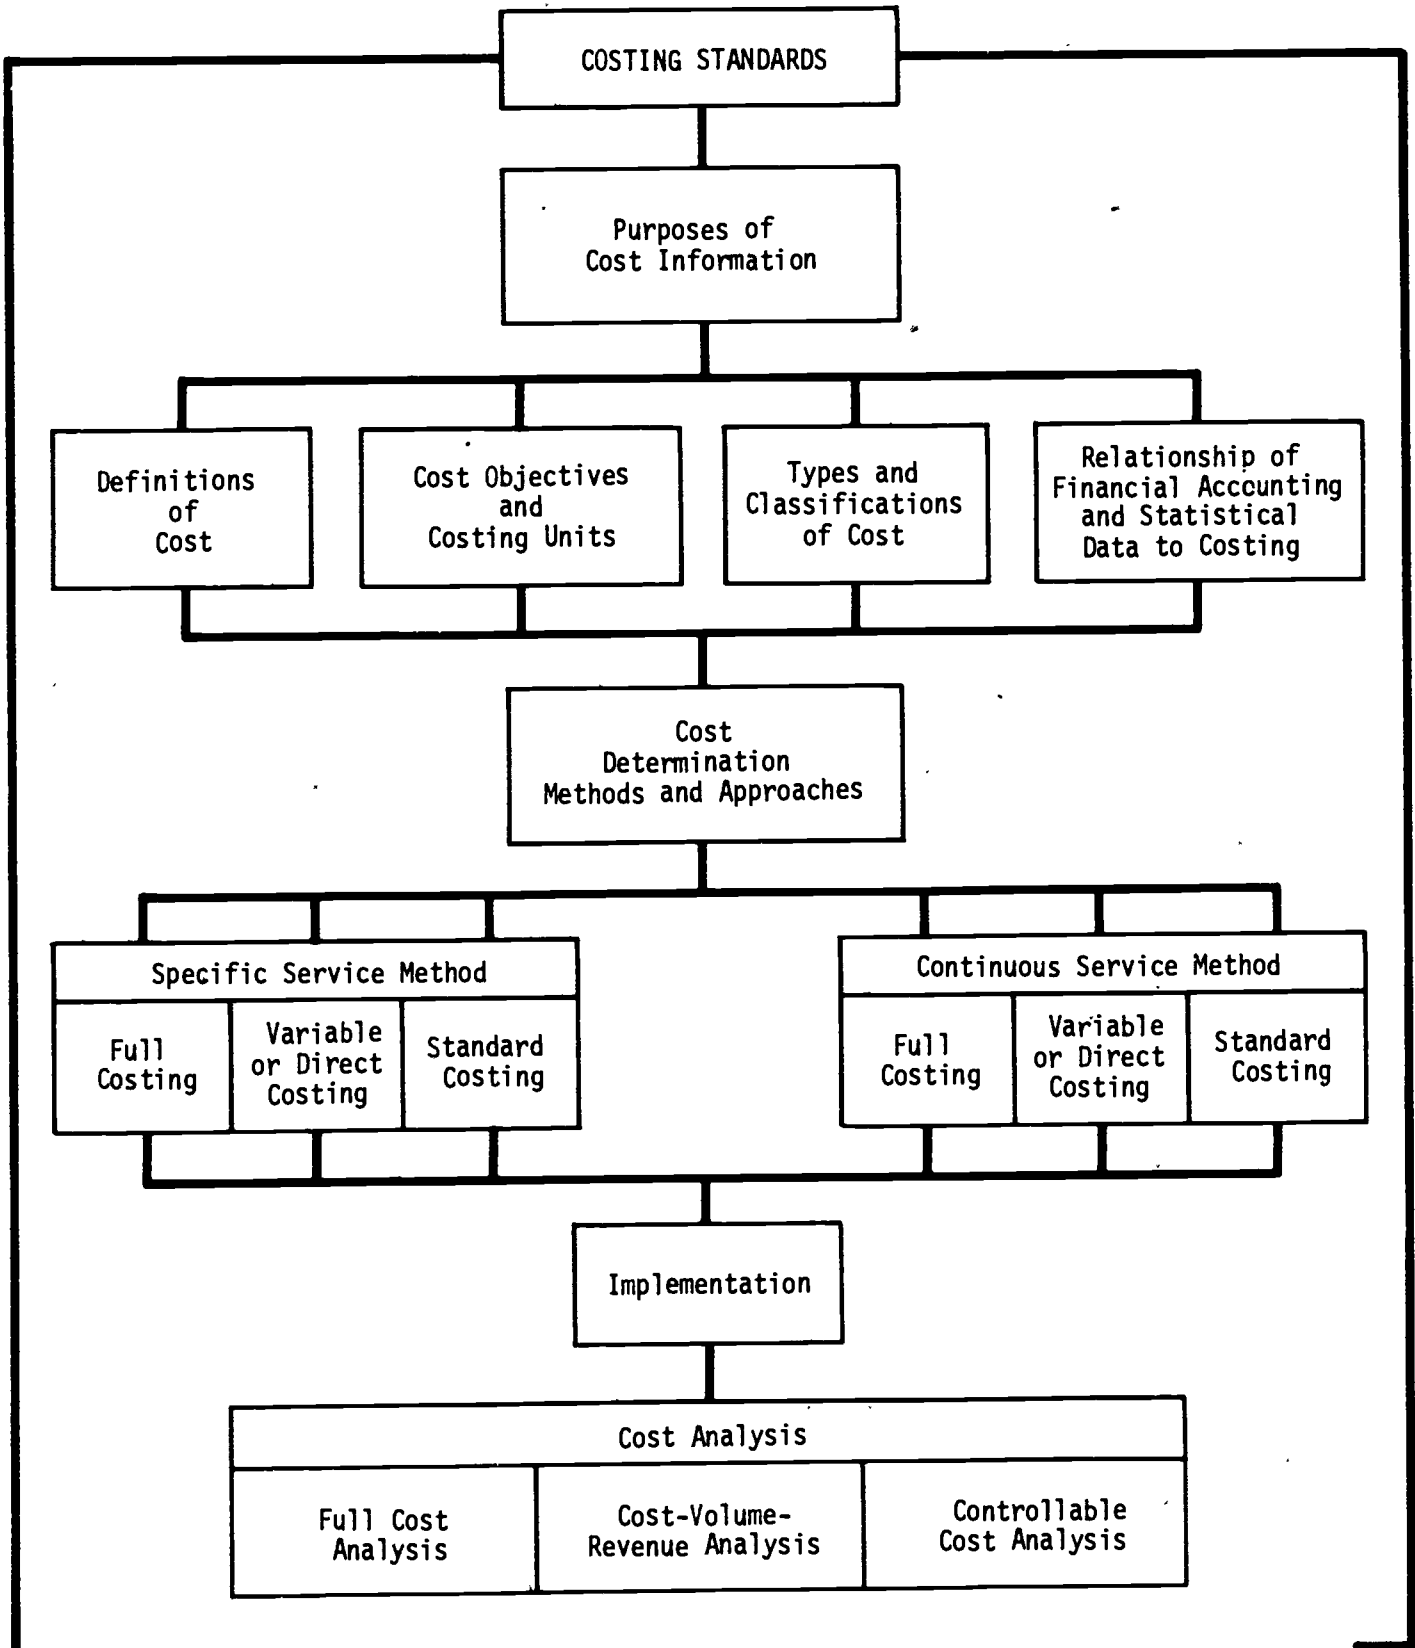 COSTING STANDARDS
Purposes of
Cost Information
Definitions
of
Cost
Cost Objectives
and
Costing Units
Types and
Classifications
of Cost
Relationship of
Financial Accounting
and Statistical
Data to Costing
Cost
Determination
Methods and Approaches
Specific Service Method
Full
Costing
Variable
or Direct
Costing
Standard
Costing
Continuous Service Method
Full
Costing
Variable
or Direct
Costing
Standard
Costing
Implementation
Cost Analysis
Full Cost
Analysis
Cost-Volume-
Revenue Analysis
Controllable
Cost Analysis